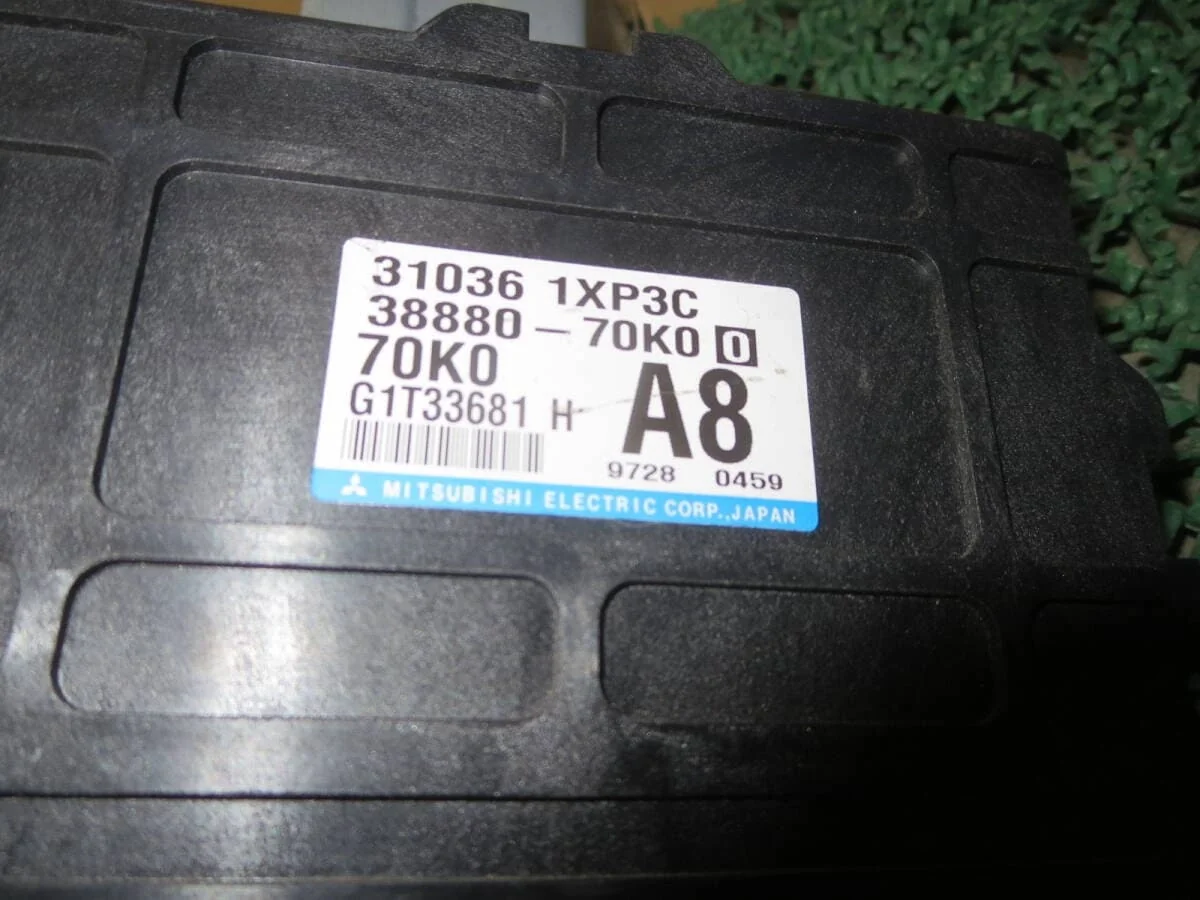 31036 1XP3C
38880-70K0 0
70K0
A8
G1T33681 H
9728 0459
MITSUBISHI ELECTRIC CORP.,JAPAN